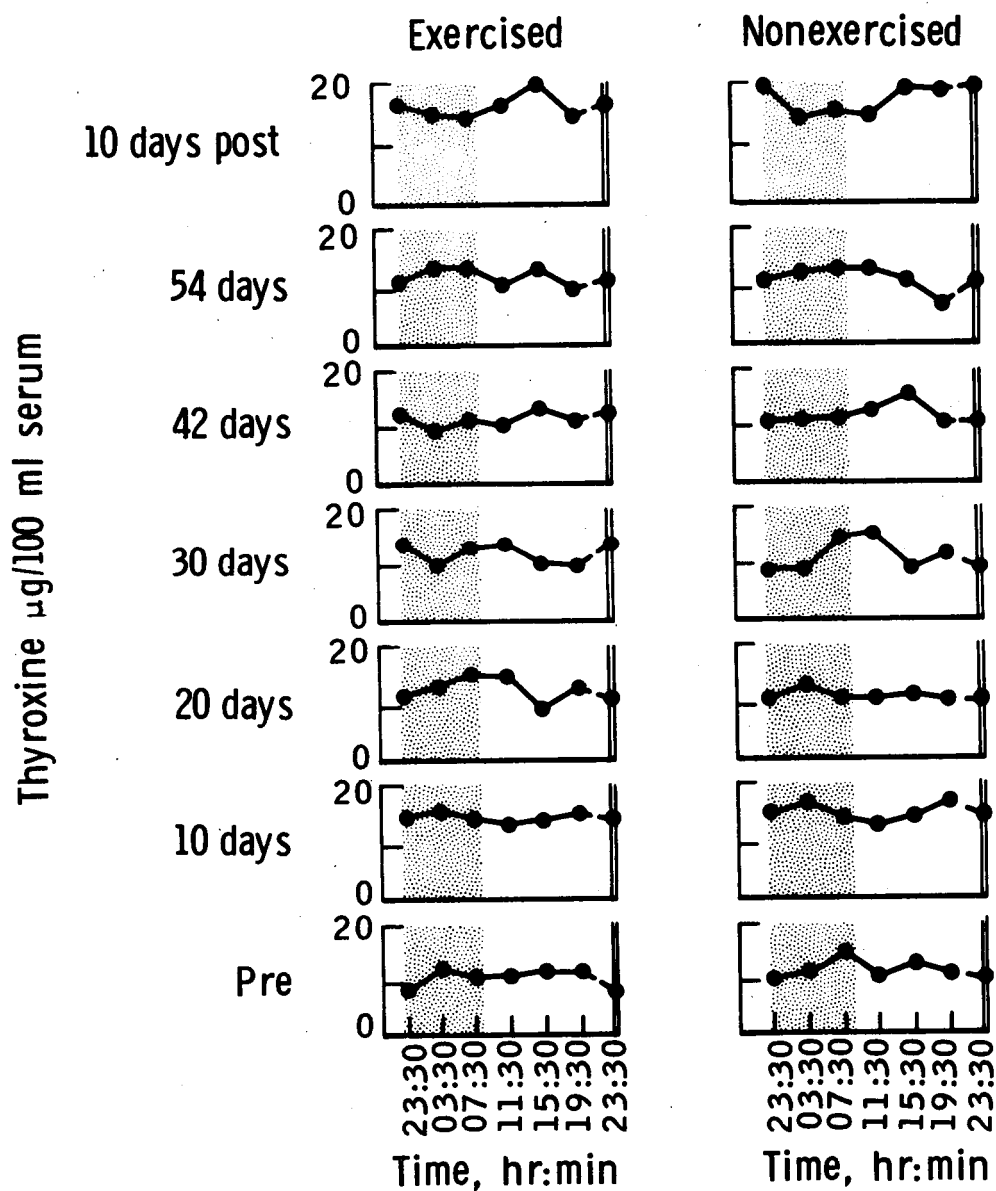 Exercised
Nonexercised
10 days post
20
0
54 days
20
0
42 days
20
0
30 days
20
0
20 days
20
0
10 days
20
0
Pre
20
0
Thyroxine μg/100 ml serum
23:30
03:30
07:30
11:30
15:30
19:30
23:30
23:30
03:30
07:30
11:30
15:30
19:30
23:30
Time, hr:min
Time, hr:min